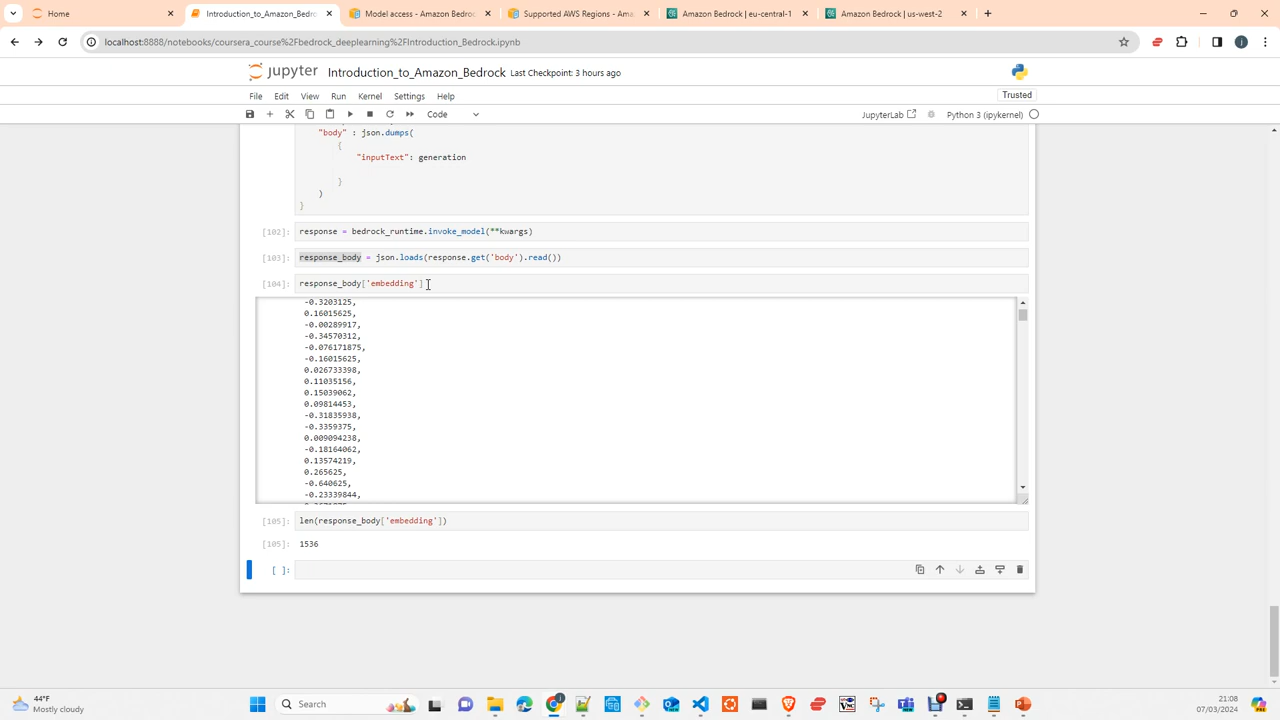 Home
Introduction_to_Amazon_Bedro
Model access - Amazon Bedroc
Supported AWS Regions - Ama
Amazon Bedrock | eu-central-1
Amazon Bedrock | us-west-2
localhost:8888/notebooks/coursera_course%2Fbedrock_deeplearning%2FIntroduction_Bedrock.ipynb
jupyter Introduction_to_Amazon_Bedrock Last Checkpoint: 3 hours ago
Trusted
File Edit View Run Kernel Settings Help
Code
JupyterLab
Python 3 (ipykernel)
"body" : json.dumps(
{
"inputText": generation
}
)
}
[102]: response = bedrock_runtime.invoke_model(**kwargs)
[103]: response_body = json.loads(response.get('body').read())
[104]: response_body['embedding']
-0.3203125,
0.16015625,
-0.00289917,
-0.34570312,
-0.076171875,
-0.16015625,
0.026733398,
0.11035156,
0.15039062,
0.09814453,
-0.31835938,
-0.3359375,
0.009094238,
-0.18164062,
0.13574219,
0.265625,
-0.640625,
-0.23339844,
[105]: len(response_body['embedding'])
[105]: 1536
[ ]:
44°F
Mostly cloudy
Search
21:08
07/03/2024